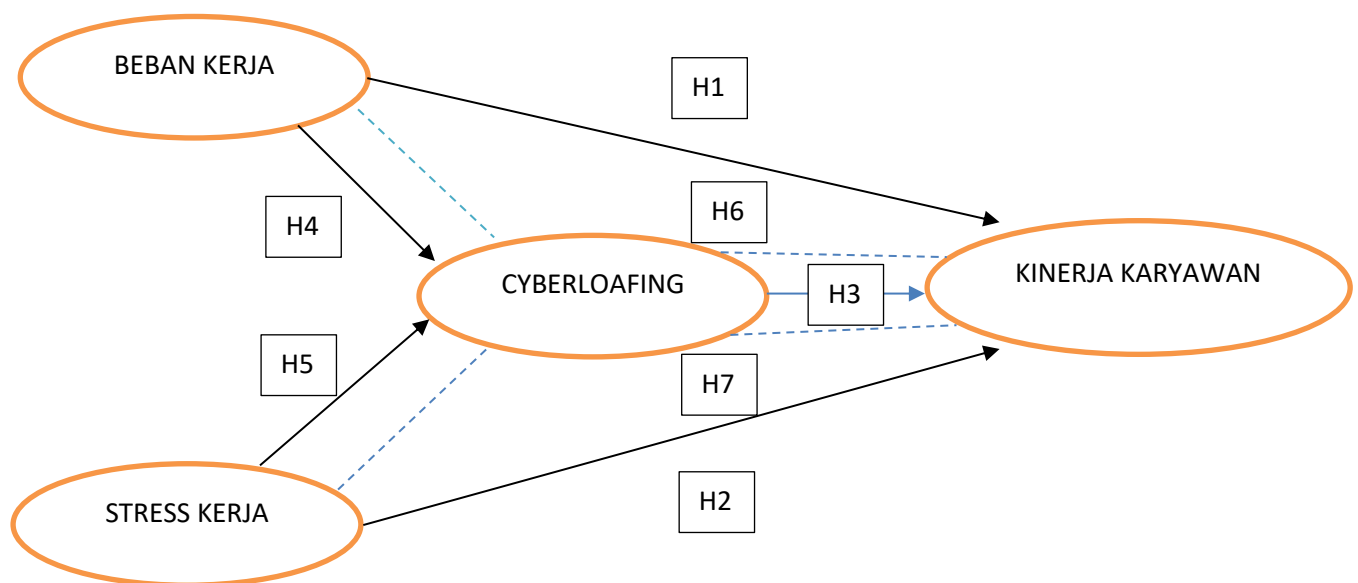 BEBAN KERJA
H1
H6
H4
CYBERLOAFING
H3
KINERJA KARYAWAN
H5
H7
STRESS KERJA
H2